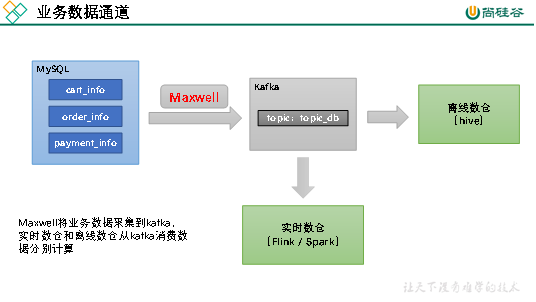 业务数据通道
尚硅谷
MySQL
cart_info
order_info
payment_info
Maxwell
Kafka
topic：topic_db
离线数仓
（hive）
实时数仓
（Flink / Spark）
Maxwell将业务数据采集到kafka，
实时数仓和离线数仓从kafka消费数
据分别计算
让天下没有难学的技术